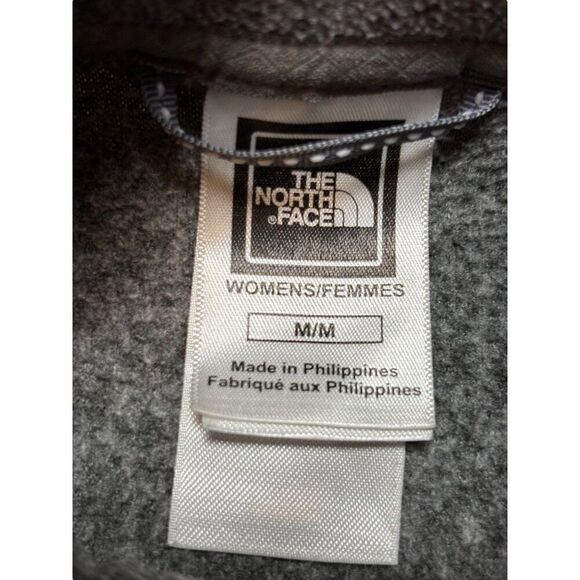 THE
NORTH
®FACE
WOMENS/FEMMES
M/M
Made in Philippines
Fabriqué aux Philippines